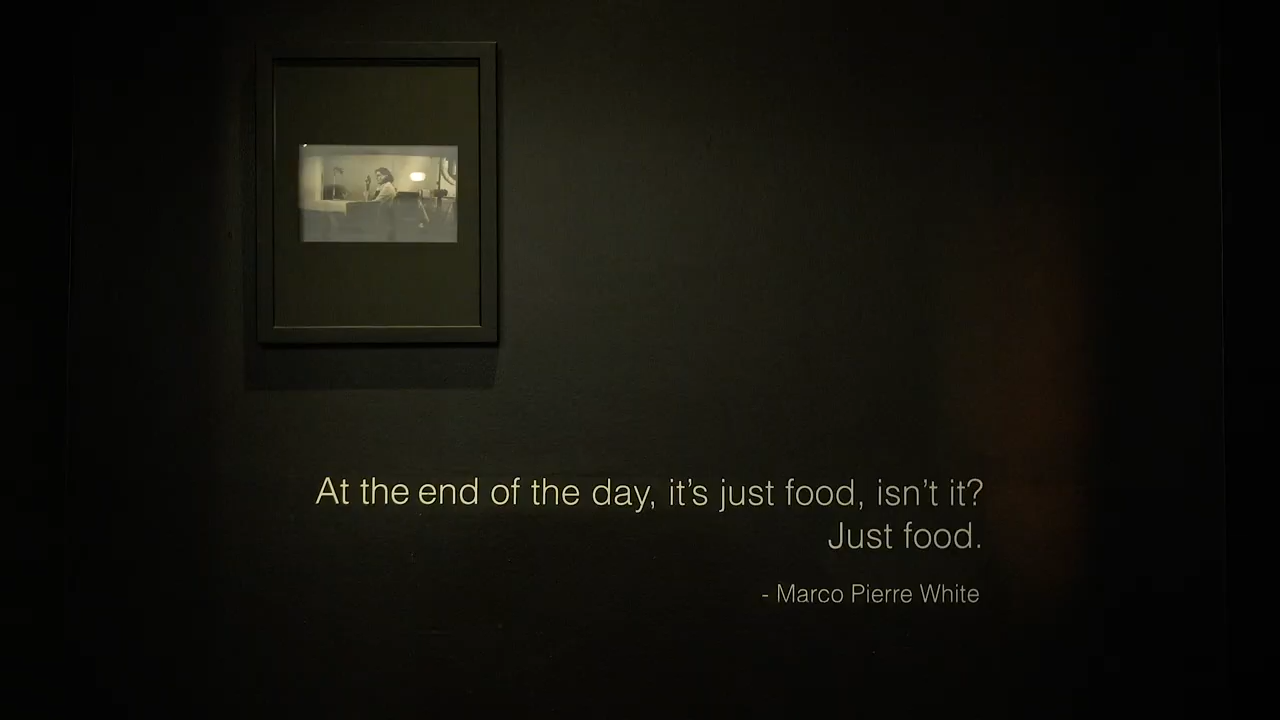 At the end of the day, it’s just food, isn’t it?
Just food.
- Marco Pierre White